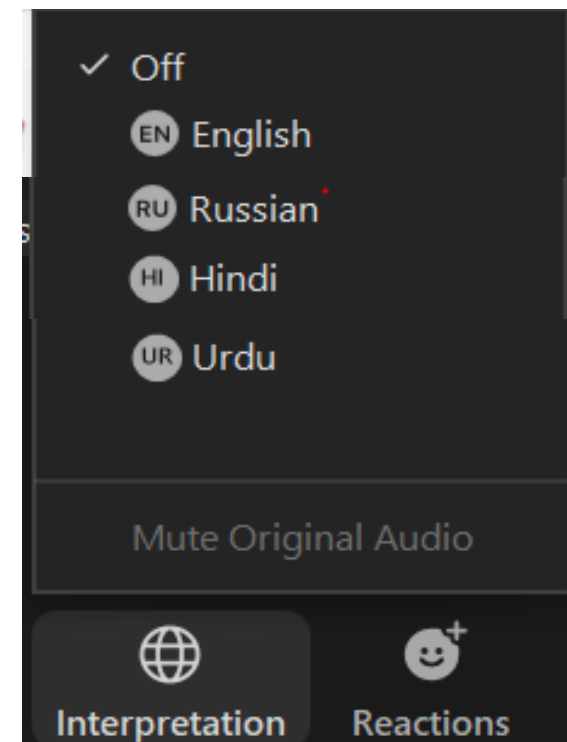 Off
EN English
RU Russian
HI Hindi
UR Urdu
Mute Original Audio
Interpretation Reactions